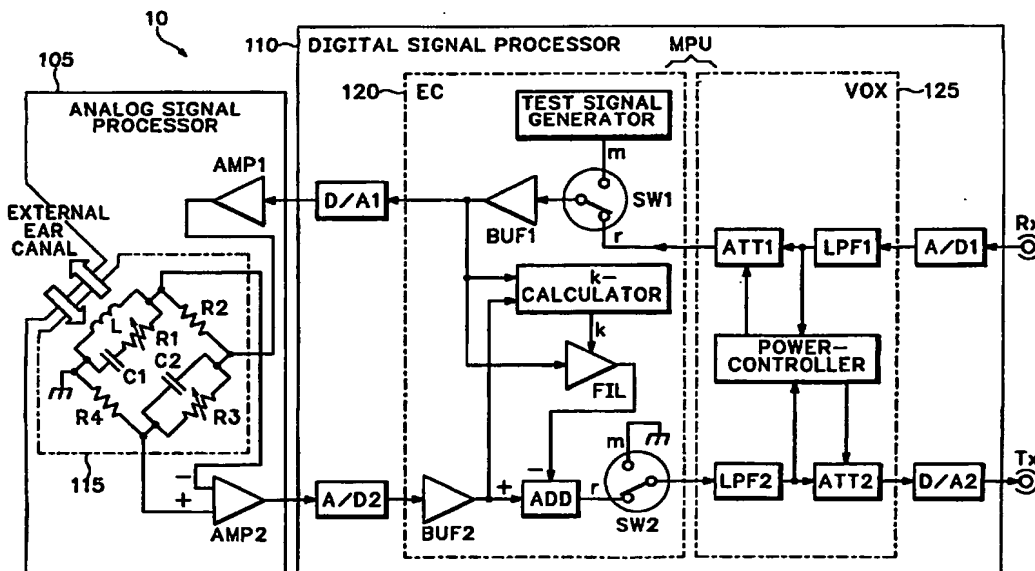 10
110
DIGITAL SIGNAL PROCESSOR
MPU
105
120
EC
VOX
125
ANALOG SIGNAL
PROCESSOR
TEST SIGNAL
GENERATOR
m
AMP1
D/A1
BUF1
SW1
r
ATT1
LPF1
A/D1
Rx
EXTERNAL
EAR
CANAL
k-
CALCULATOR
k
L
R1
R2
C1
C2
R3
R4
FIL
POWER-
CONTROLLER
m
115
-
+
AMP2
A/D2
BUF2
+
-
ADD
r
SW2
LPF2
ATT2
D/A2
Tx